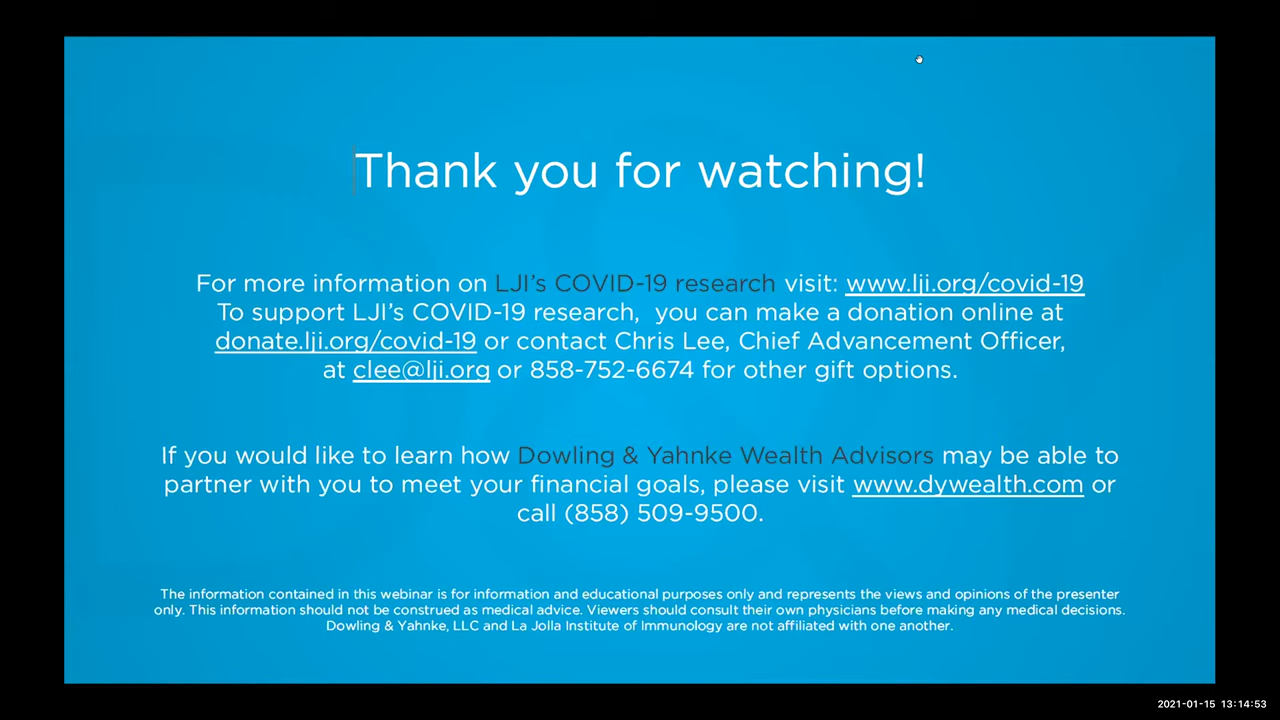 Thank you for watching!
For more information on LJI's COVID-19 research visit: www.lji.org/covid-19
To support LJI's COVID-19 research, you can make a donation online at
donate.lji.org/covid-19 or contact Chris Lee, Chief Advancement Officer,
at clee@lji.org or 858-752-6674 for other gift options.
If you would like to learn how Dowling & Yahnke Wealth Advisors may be able to
partner with you to meet your financial goals, please visit www.dywealth.com or
call (858) 509-9500.
The information contained in this webinar is for information and educational purposes only and represents the views and opinions of the presenter
only. This information should not be construed as medical advice. Viewers should consult their own physicians before making any medical decisions.
Dowling & Yahnke, LLC and La Jolla Institute of Immunology are not affiliated with one another.
2021-01-15 13:14:53